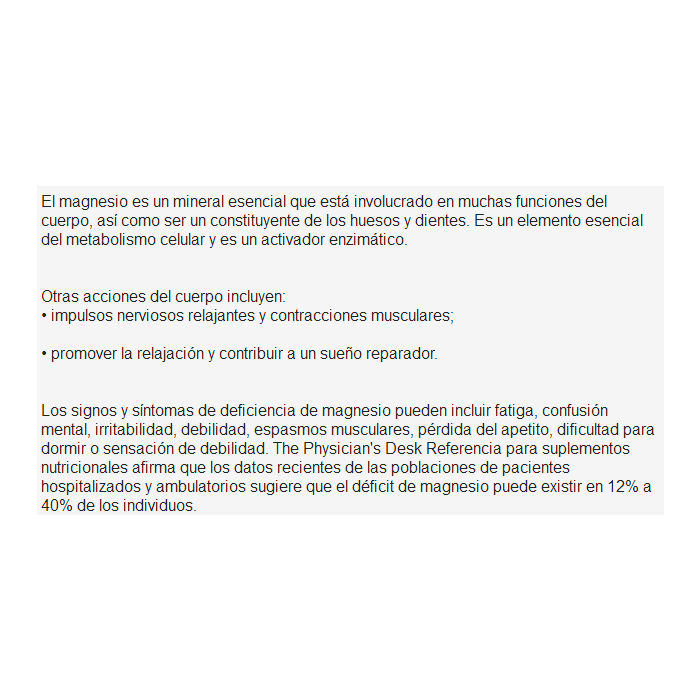 El magnesio es un mineral esencial que está involucrado en muchas funciones del
cuerpo, así como ser un constituyente de los huesos y dientes. Es un elemento esencial
del metabolismo celular y es un activador enzimático.
Otras acciones del cuerpo incluyen:
• impulsos nerviosos relajantes y contracciones musculares;
• promover la relajación y contribuir a un sueño reparador.
Los signos y síntomas de deficiencia de magnesio pueden incluir fatiga, confusión
mental, irritabilidad, debilidad, espasmos musculares, pérdida del apetito, dificultad para
dormir o sensación de debilidad. The Physician's Desk Referencia para suplementos
nutricionales afirma que los datos recientes de las poblaciones de pacientes
hospitalizados y ambulatorios sugiere que el déficit de magnesio puede existir en 12% a
40% de los individuos.